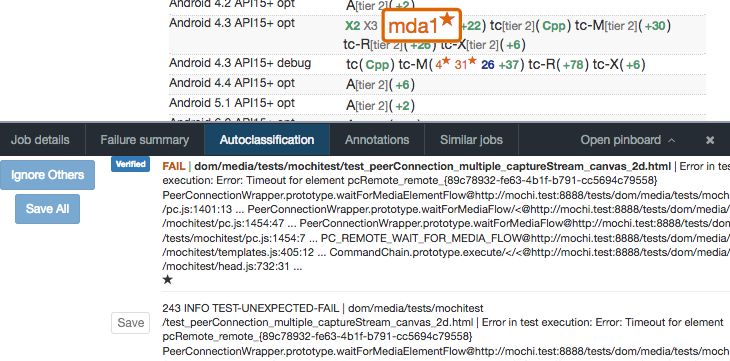 Android 4.2 API15+ opt A[tier 2](+2)
Android 4.3 API15+ opt X2 X3 mda1★ +22) tc[tier 2](Cpp) tc-M[tier 2](+30)
tc-R[tier 2](+26) tc-X[tier 2](+6)
Android 4.3 API15+ debug tc(Cpp) tc-M(4★ 31★ 26 +37) tc-R(+78) tc-X(+6)
Android 4.4 API15+ opt A[tier 2](+6)
Android 5.1 API15+ opt A[tier 2](+2)
Job details Failure summary Autoclassification Annotations Similar jobs Open pinboard
Ignore Others
Save All
Verified
FAIL | dom/media/tests/mochitest/test_peerConnection_multiple_captureStream_canvas_2d.html | Error in test
execution: Error: Timeout for element pcRemote_remote_{89c78932-fe63-4b1f-b791-cc5694c79558}
PeerConnectionWrapper.prototype.waitForMediaElementFlow@http://mochi.test:8888/tests/dom/media/tests/moch
/pc.js:1401:13 ... PeerConnectionWrapper.prototype.waitForMediaFlow/<@http://mochi.test:8888/tests/dom/media
/mochitest/pc.js:1454:47 ... PeerConnectionWrapper.prototype.waitForMediaFlow@http://mochi.test:8888/tests/dom
/tests/mochitest/pc.js:1454:7 ... PC_REMOTE_WAIT_FOR_MEDIA_FLOW@http://mochi.test:8888/tests/dom/media
/mochitest/templates.js:405:12 ... CommandChain.prototype.execute/</<@http://mochi.test:8888/tests/dom/media
/mochitest/head.js:732:31 ...
★
Save
243 INFO TEST-UNEXPECTED-FAIL | dom/media/tests/mochitest
/test_peerConnection_multiple_captureStream_canvas_2d.html | Error in test execution: Error: Timeout for element
pcRemote_remote_{89c78932-fe63-4b1f-b791-cc5694c79558}
PeerConnectionWrapper.prototype.waitForMediaElementFlow@http://mochi.test:8888/tests/dom/media/tests/moch